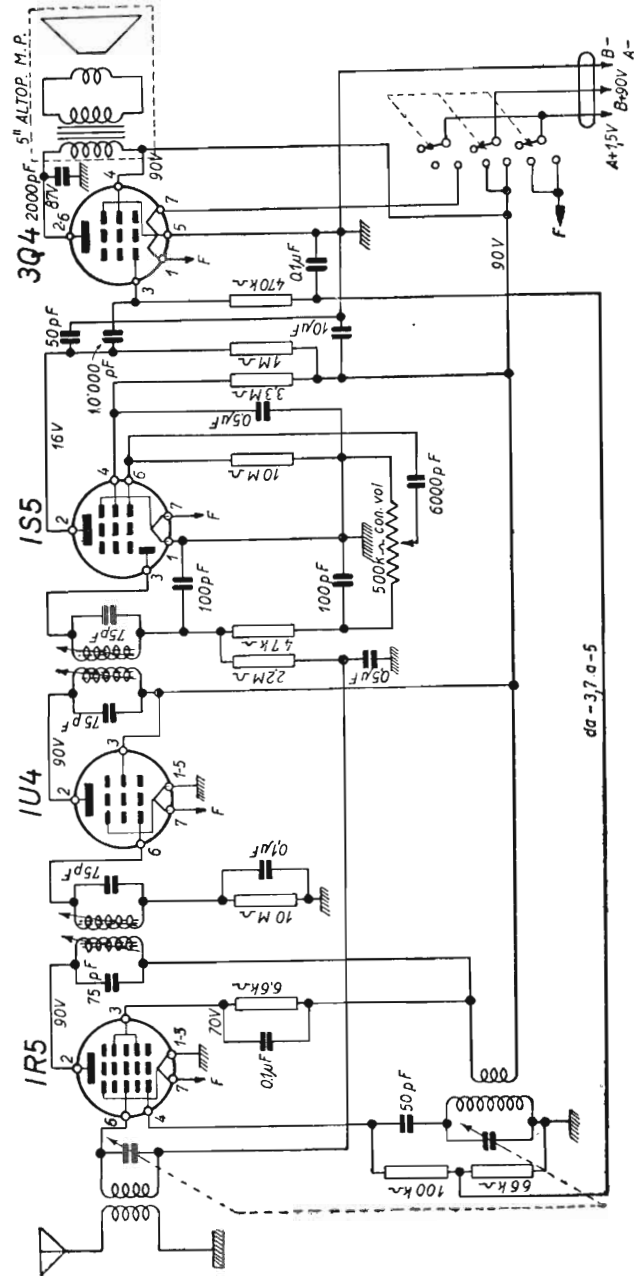 1R5
1U4
1S5
3Q4
5" ALTOP. M.P.
2000pF
87V
90V
2-6
4
7
5
1
3
F
50 pF
10'000 pF
16V
470kΩ
0,1µF
1MΩ
3,3MΩ
10µF
0,5µF
10MΩ
6000pF
500kΩ con. vol
100pF
100pF
47kΩ
2,2MΩ
0,5µF
2
4
6
7
1
3
F
75pF
75pF
90V
2
3
1-5
7
6
F
75pF
75pF
10MΩ
0,1µF
90V
2
3
1-5
7
6
4
F
70V
6.6kΩ
0.1µF
50pF
100kΩ
66kΩ
90V
F
A+1,5V
B+90V
B-
A-
da -3,7 a -5